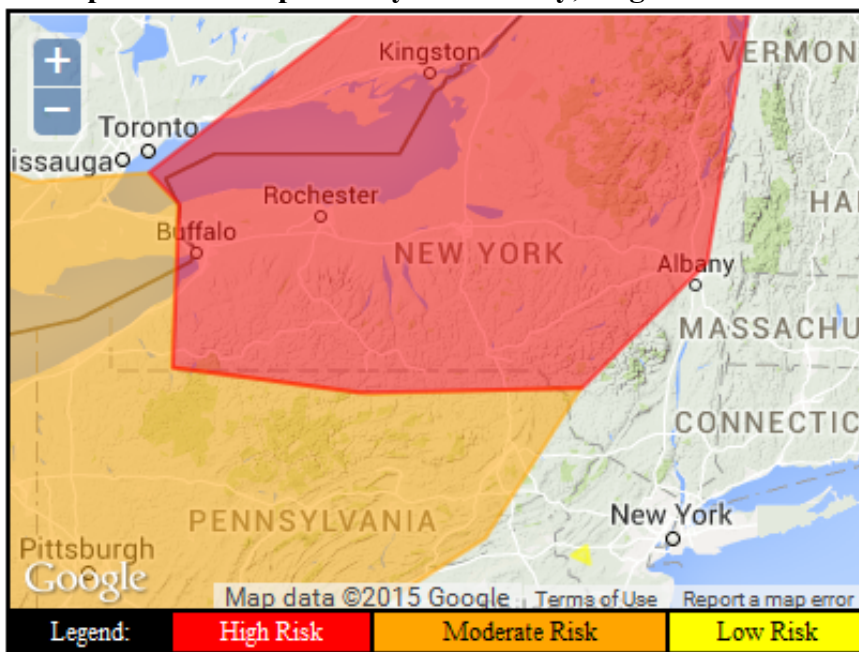 +
Kingston
VERMON
−
Toronto
issauga
Rochester
HA
Buffalo
NEW YORK
Albany
MASSACHU
CONNECTIC
PENNSYLVANIA
New York
Pittsburgh
Google
Map data ©2015 Google
Terms of Use
Report a map error
Legend:
High Risk
Moderate Risk
Low Risk